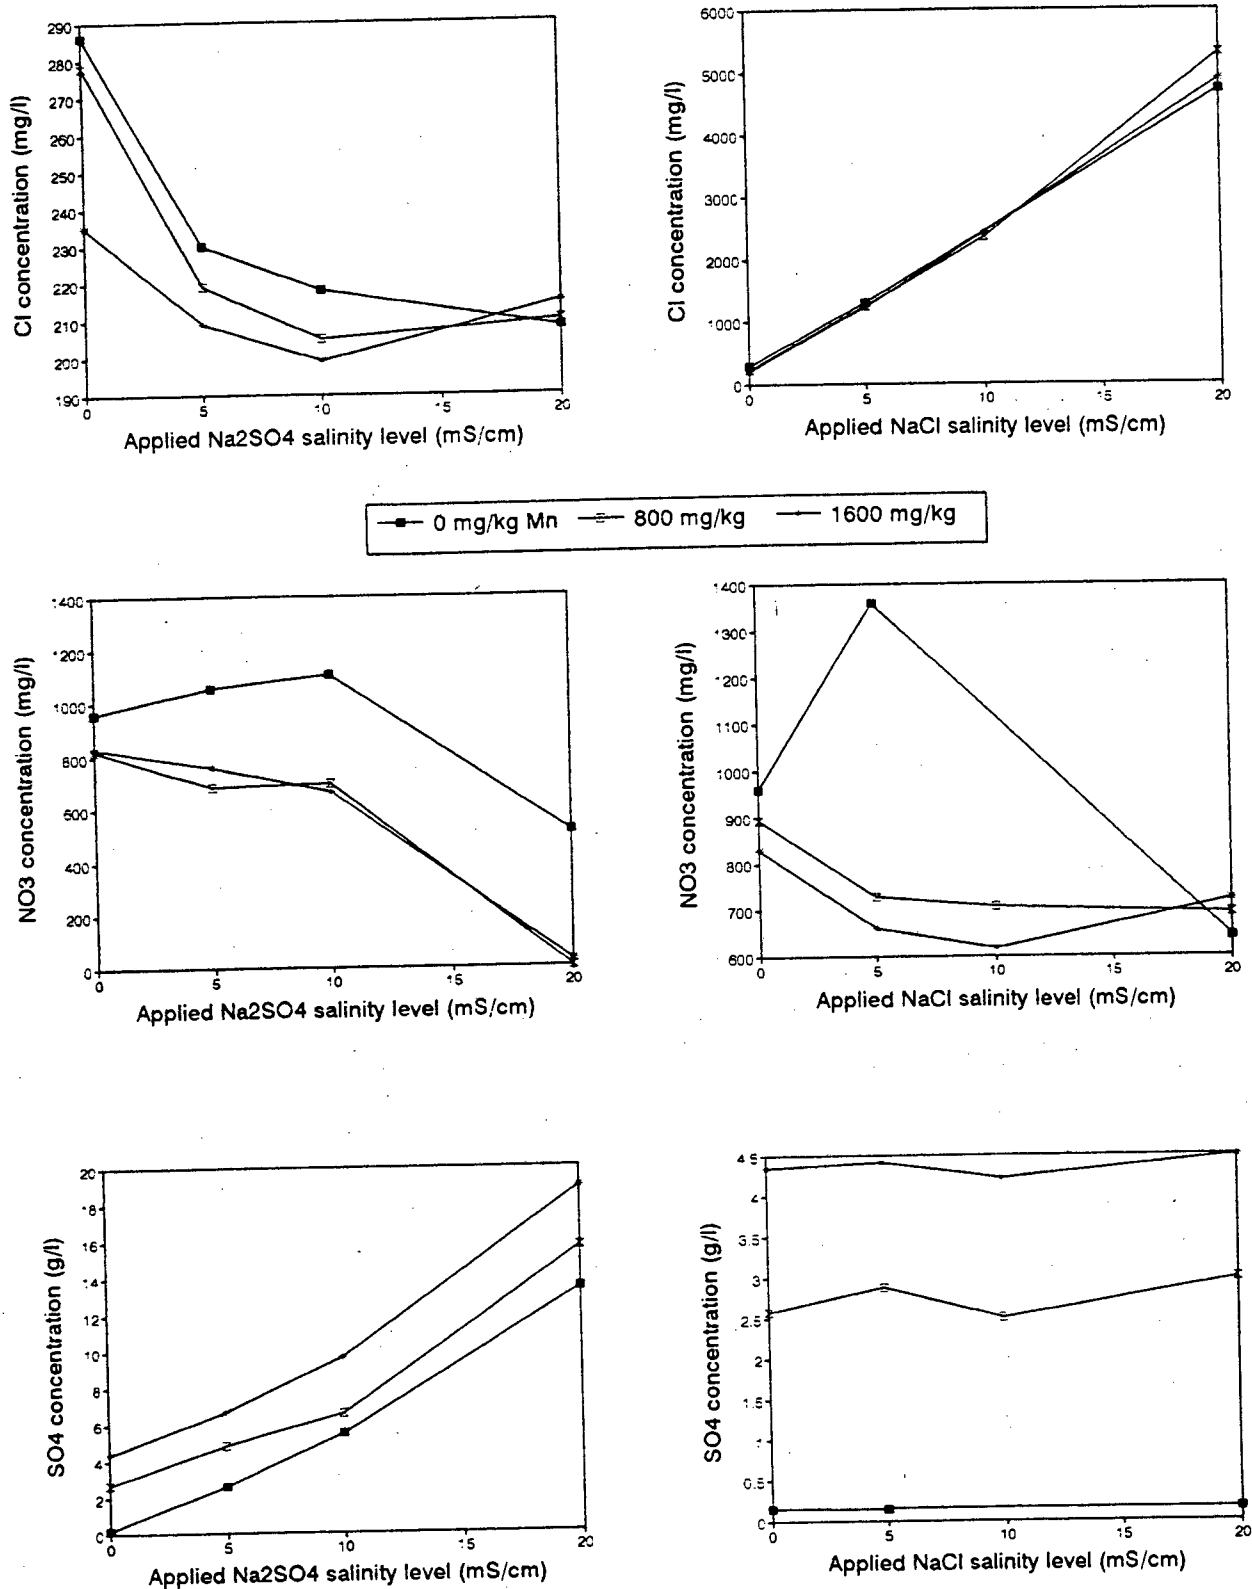 290
280
270
260
250
240
230
220
210
200
190
Cl concentration (mg/l)
0 5 10 15 20
Applied Na2SO4 salinity level (mS/cm)
6000
5000
4000
3000
2000
1000
0
Cl concentration (mg/l)
0 5 10 15 20
Applied NaCl salinity level (mS/cm)
0 mg/kg Mn 800 mg/kg 1600 mg/kg
1400
1200
1000
800
600
400
200
0
NO3 concentration (mg/l)
0 5 10 15 20
Applied Na2SO4 salinity level (mS/cm)
1400
1300
1200
1100
1000
900
800
700
600
NO3 concentration (mg/l)
0 5 10 15 20
Applied NaCl salinity level (mS/cm)
20
18
16
14
12
10
8
6
4
2
0
SO4 concentration (g/l)
0 5 10 15 20
Applied Na2SO4 salinity level (mS/cm)
4.5
4
3.5
3
2.5
2
1.5
1
0.5
0
SO4 concentration (g/l)
0 5 10 15 20
Applied NaCl salinity level (mS/cm)